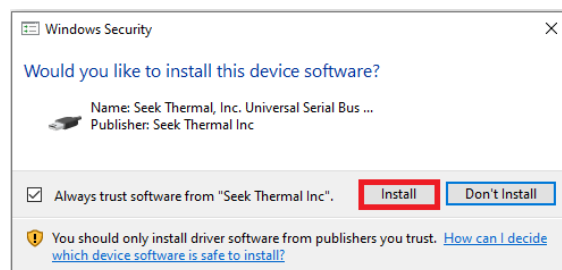 Windows Security
Would you like to install this device software?
Name: Seek Thermal, Inc. Universal Serial Bus ...
Publisher: Seek Thermal Inc
Always trust software from "Seek Thermal Inc".
Install
Don't Install
You should only install driver software from publishers you trust. How can I decide
which device software is safe to install?